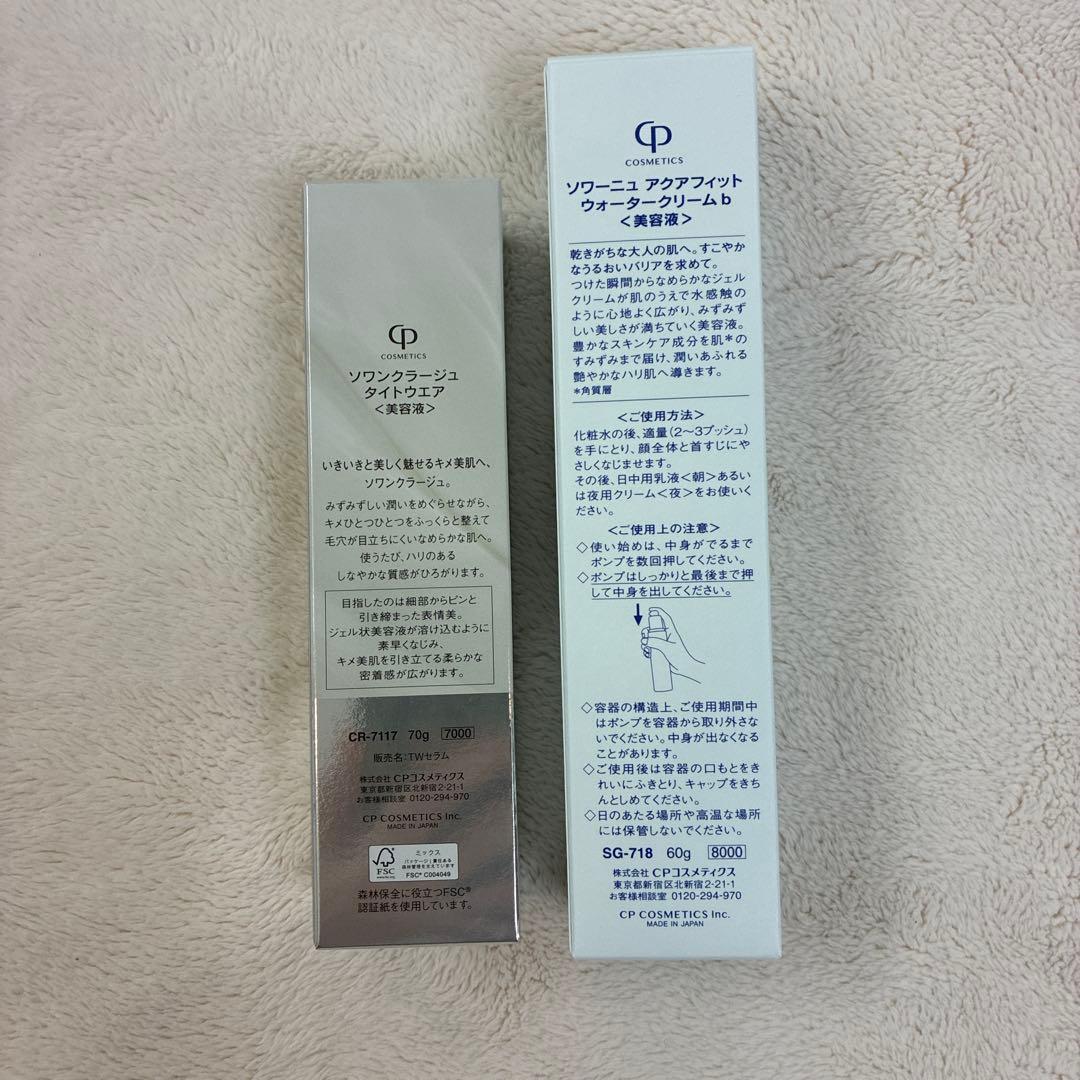 CP
COSMETICS
ソワンクラージュ
タイトウエア
<美容液>
いきいきと美しく魅せるキメ美肌へ、
ソワンクラージュ。
みずみずしい潤いをめぐらせながら、
キメひとつひとつをふっくらと整えて
毛穴が目立ちにくいなめらかな肌へ。
使うたび、ハリのある
しなやかな質感がひろがります。
目指したのは細部からピンと
引き締まった表情美。
ジェル状美容液が溶け込むように
素早くなじみ、
キメ美肌を引き立てる柔らかな
密着感が広がります。
CR-7117 70g 7000
販売名:TWセラム
株式会社 CPコスメティクス
東京都新宿区北新宿2-21-1
お客様相談室 0120-294-970
CP COSMETICS Inc.
MADE IN JAPAN
FSC
www.fsc.org
ミックス
パッケージ|責任ある
森林管理を支えています
FSC® C004049
森林保全に役立つFSC®
認証紙を使用しています。
CP
COSMETICS
ソワーニュ アクアフィット
ウォータークリーム b
<美容液>
乾きがちな大人の肌へ。すこやか
なうるおいバリアを求めて。
つけた瞬間からなめらかなジェル
クリームが肌のうえで水感触の
ように心地よく広がり、みずみず
しい美しさが満ちていく美容液。
豊かなスキンケア成分を肌*の
すみずみまで届け、潤いあふれる
艶やかなハリ肌へ導きます。
*角質層
<ご使用方法>
化粧水の後、適量(2〜3プッシュ)
を手にとり、顔全体と首すじにや
さしくなじませます。
その後、日中用乳液<朝>あるい
は夜用クリーム<夜>をお使いく
ださい。
<ご使用上の注意>
◇使い始めは、中身がでるまで
ポンプを数回押してください。
◇ポンプはしっかりと最後まで押
して中身を出してください。
◇容器の構造上、ご使用期間中
はポンプを容器から取り外さな
いでください。中身が出なくなる
ことがあります。
◇ご使用後は容器の口もとをき
れいにふきとり、キャップをきち
んとしめてください。
◇日のあたる場所や高温な場所
には保管しないでください。
SG-718 60g 8000
株式会社 CPコスメティクス
東京都新宿区北新宿2-21-1
お客様相談室 0120-294-970
CP COSMETICS Inc.
MADE IN JAPAN